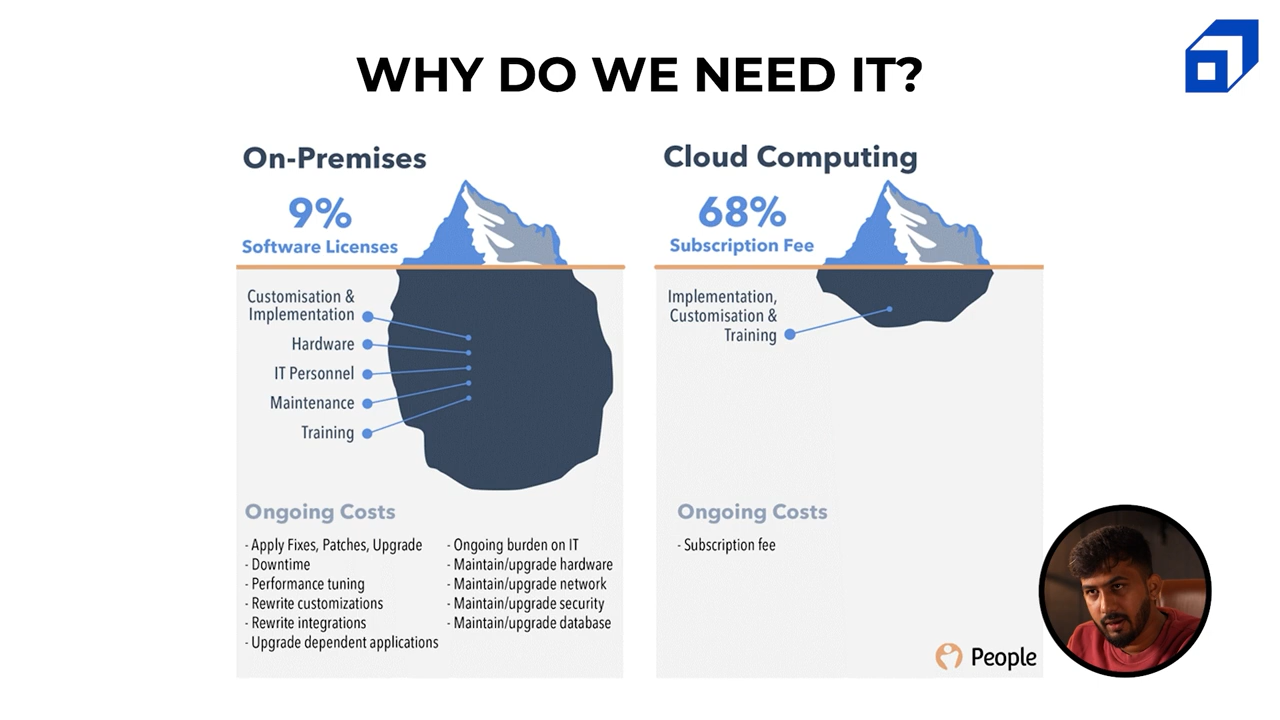 WHY DO WE NEED IT?
On-Premises
9%
Software Licenses
Customisation &
Implementation
Hardware
IT Personnel
Maintenance
Training
Ongoing Costs
- Apply Fixes, Patches, Upgrade
- Downtime
- Performance tuning
- Rewrite customizations
- Rewrite integrations
- Upgrade dependent applications
- Ongoing burden on IT
- Maintain/upgrade hardware
- Maintain/upgrade network
- Maintain/upgrade security
- Maintain/upgrade database
Cloud Computing
68%
Subscription Fee
Implementation,
Customisation &
Training
Ongoing Costs
- Subscription fee
People